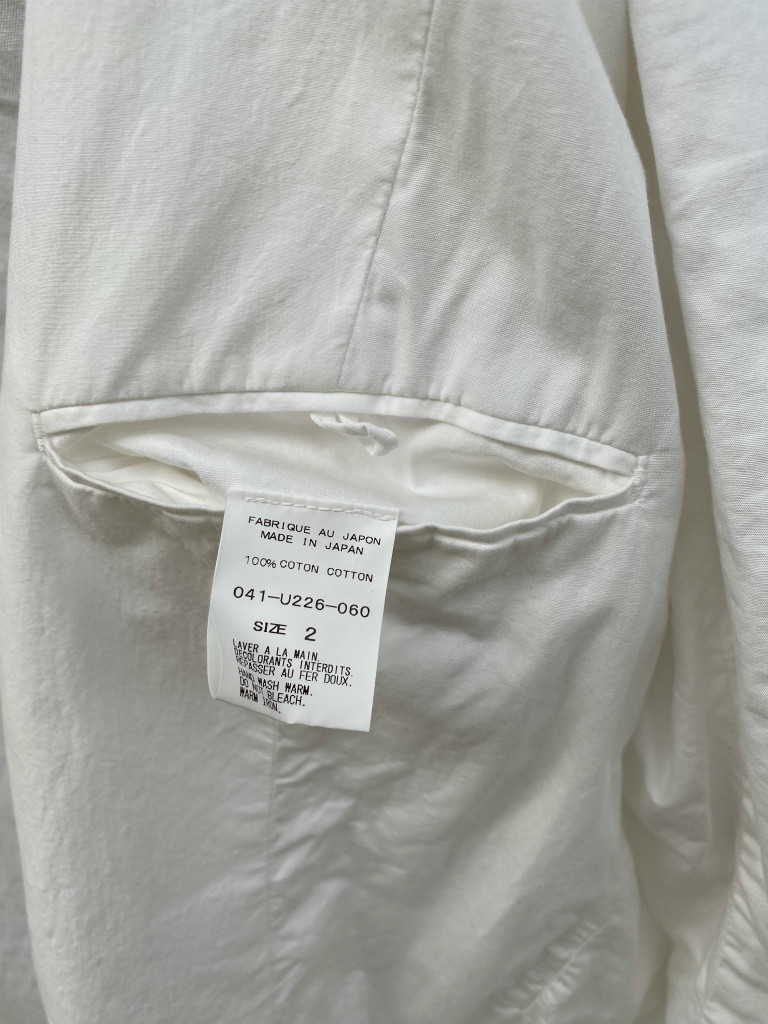 FABRIQUE AU JAPON
MADE IN JAPAN
100% COTON COTTON
041-U226-060
SIZE 2
LAVER A LA MAIN.
DECOLORANTS INTERDITS.
REPASSER AU FER DOUX.
HAND WASH WARM.
DO NOT BLEACH.
WARM IRON.